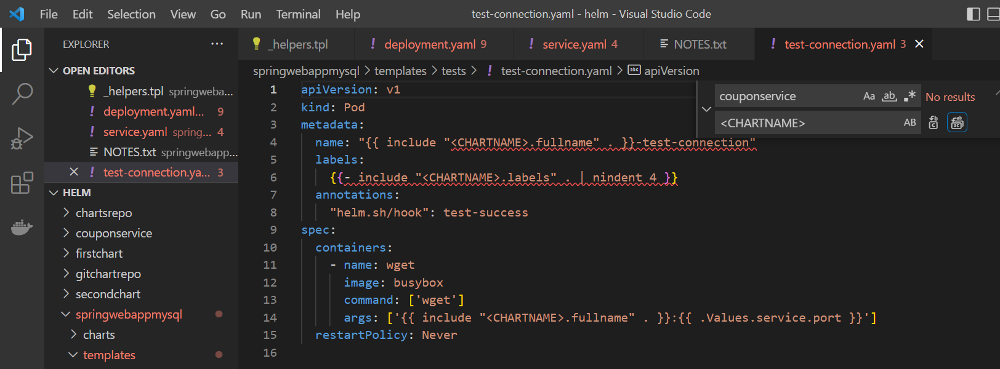 File Edit Selection View Go Run Terminal Help test-connection.yaml - helm - Visual Studio Code
EXPLORER ···
_helpers.tpl ! deployment.yaml 9 ! service.yaml 4 NOTES.txt ! test-connection.yaml 3
OPEN EDITORS
_helpers.tpl springweba...
! deployment.yaml... 9
! service.yaml spring... 4
NOTES.txt springwebapp...
! test-connection.ya... 3
HELM
chartsrepo
couponservice
firstchart
gitchartrepo
secondchart
springwebappmysql
charts
templates
springwebappmysql > templates > tests > ! test-connection.yaml > abc apiVersion
couponservice Aa ab .* No results
<CHARTNAME> AB
1 apiVersion: v1
2 kind: Pod
3 metadata:
4 name: "{{ include "<CHARTNAME>.fullname" . }}-test-connection"
5 labels:
6 {{- include "<CHARTNAME>.labels" . | nindent 4 }}
7 annotations:
8 "helm.sh/hook": test-success
9 spec:
10 containers:
11 - name: wget
12 image: busybox
13 command: ['wget']
14 args: ['{{ include "<CHARTNAME>.fullname" . }}:{{ .Values.service.port }}']
15 restartPolicy: Never
16